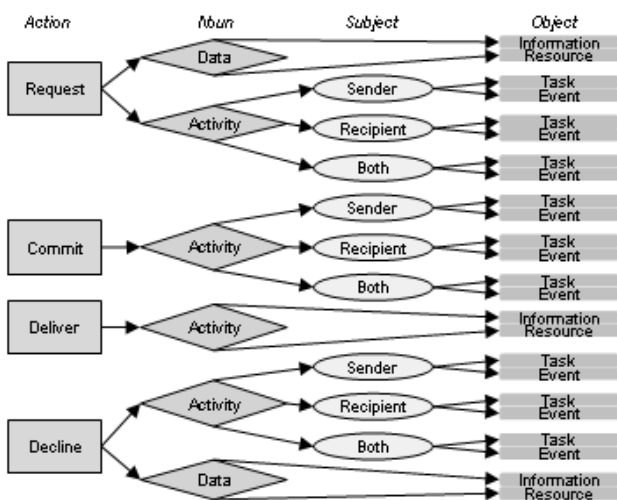 Action Noun Subject Object
Data Information
Resource
Request Sender Task
Event
Activity Recipient Task
Event
Both Task
Event
Sender Task
Event
Commit Activity Recipient Task
Event
Both Task
Event
Deliver Activity Information
Resource
Sender Task
Event
Activity Recipient Task
Event
Decline Both Task
Event
Data Information
Resource